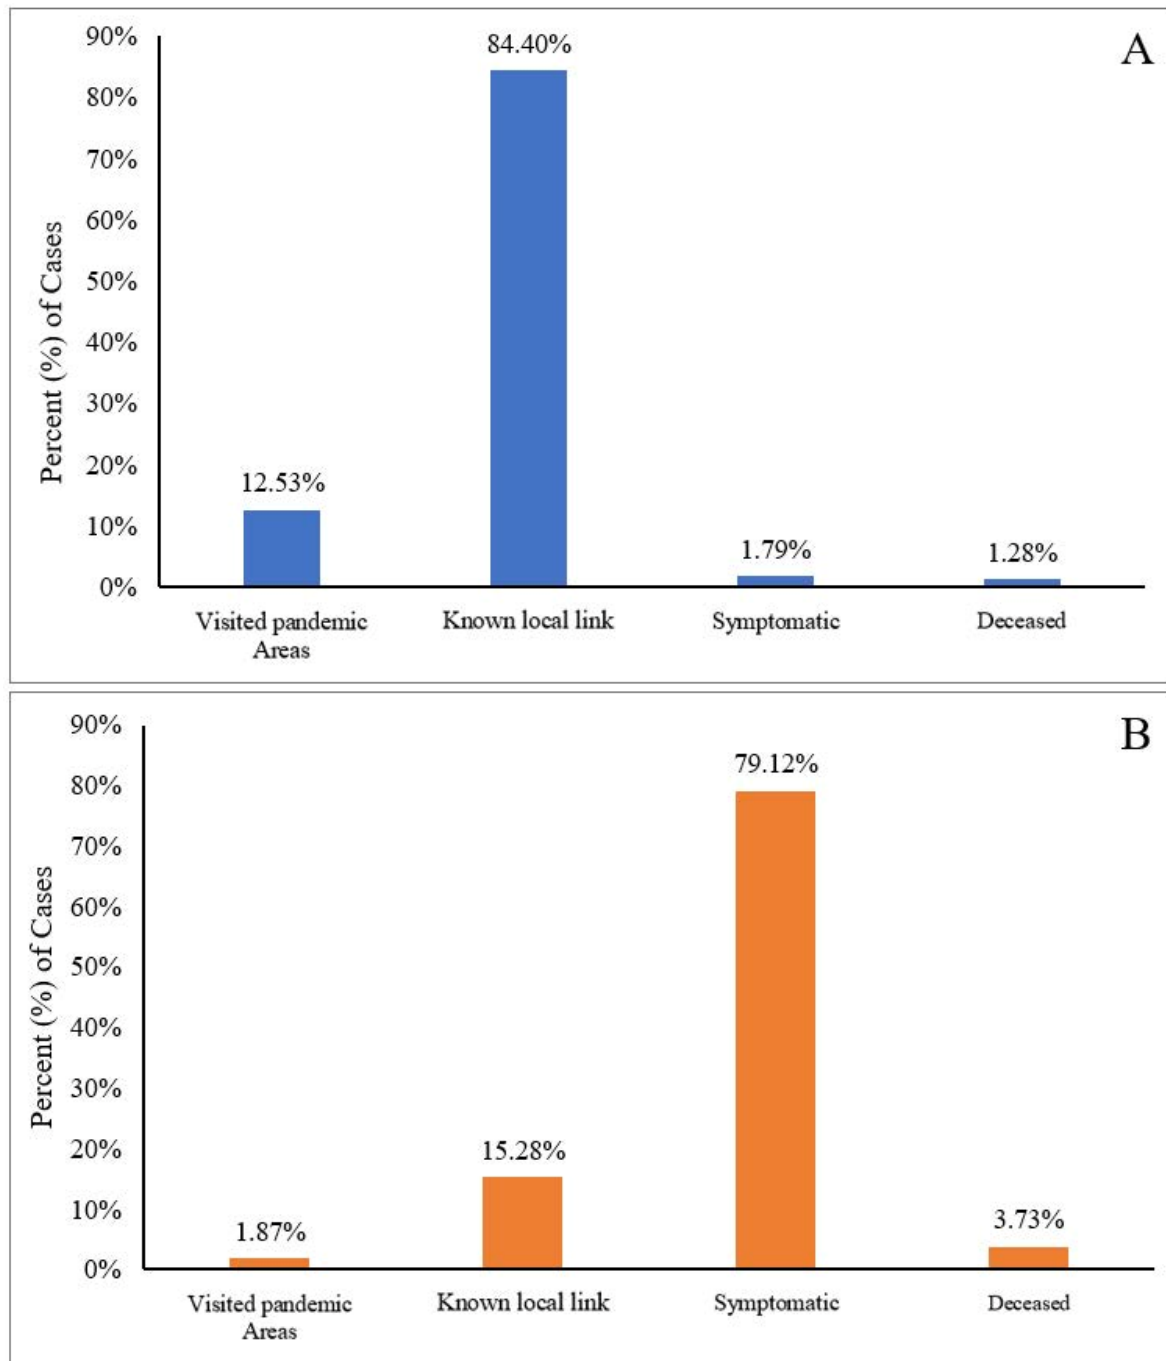 A
90%
80%
70%
60%
50%
40%
30%
20%
10%
0%
Percent (%) of Cases
84.40%
12.53%
1.79%
1.28%
Visited pandemic
Areas
Known local link
Symptomatic
Deceased
B
90%
80%
70%
60%
50%
40%
30%
20%
10%
0%
Percent (%) of Cases
79.12%
15.28%
1.87%
3.73%
Visited pandemic
Areas
Known local link
Symptomatic
Deceased